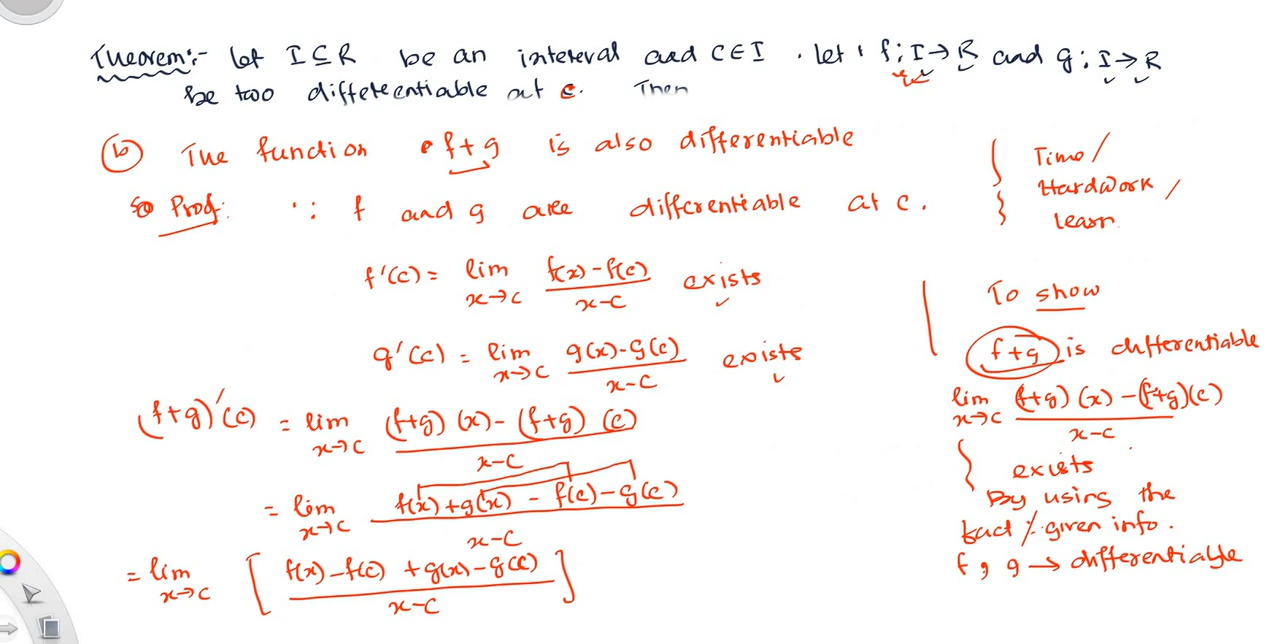 Theorem:- Let I ⊆ R be an interval and C ∈ I. let f: I → R and g: I → R
be two differentiable at c. Then
(b) The function f+g is also differentiable
Proof: ∵ f and g are differentiable at c.
f'(c) = lim x→c (f(x) - f(c))/(x-c) exists
g'(c) = lim x→c (g(x) - g(c))/(x-c) exists
(f+g)'(c) = lim x→c ((f+g)(x) - (f+g)(c))/(x-c)
= lim x→c (f(x) + g(x) - f(c) - g(c))/(x-c)
= lim x→c [(f(x) - f(c) + g(x) - g(c))/(x-c)]
Time/
Hardwork/
learn
To show
f+g is differentiable
lim x→c ((f+g)(x) - (f+g)(c))/(x-c)
exists
By using the
fact / given info.
f, g → differentiable